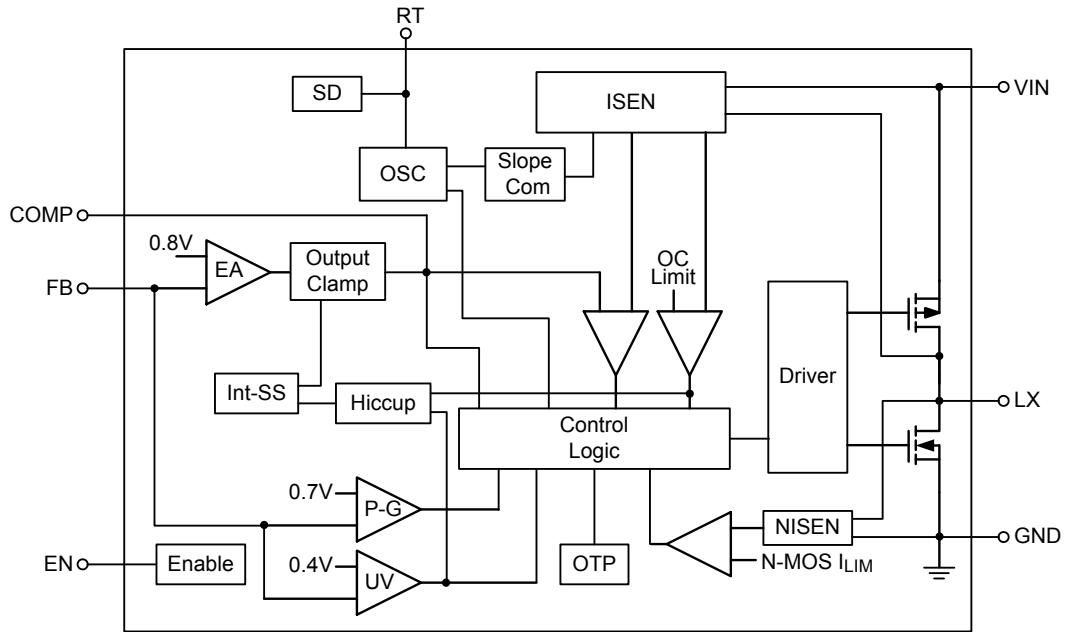 RT
SD
ISEN
VIN
OSC
Slope
Com
COMP
0.8V
EA
Output
Clamp
OC
Limit
FB
Driver
Int-SS
Hiccup
LX
Control
Logic
0.7V
P-G
NISEN
GND
EN
Enable
0.4V
UV
OTP
N-MOS ILIM